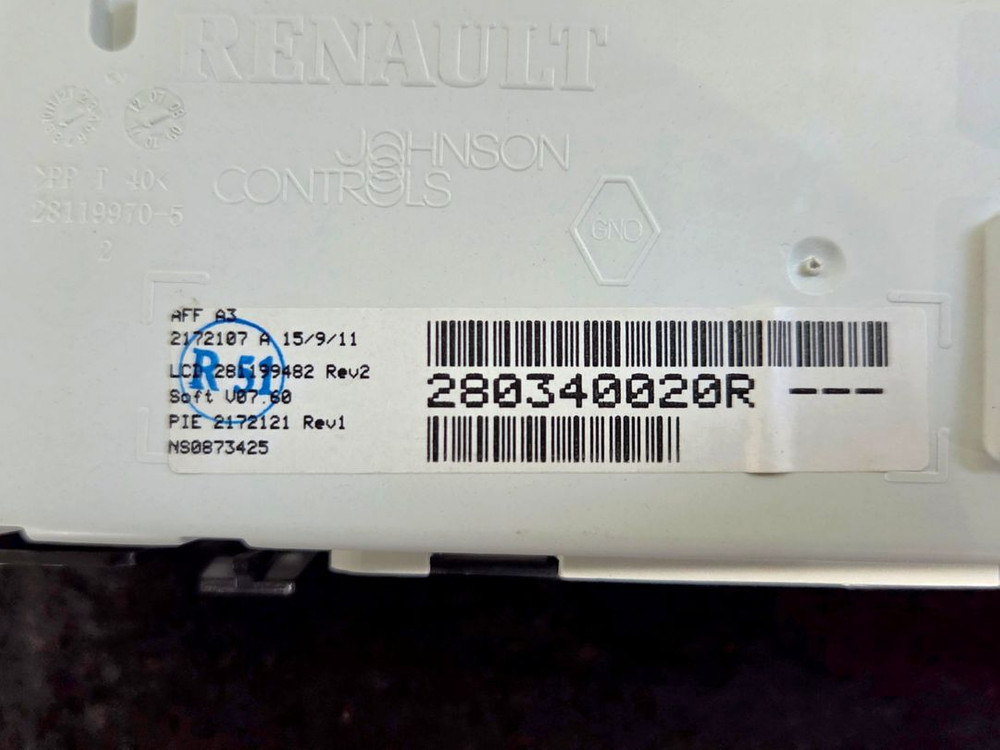 RENAULT
JOHNSON
CONTROLS
>PP T 40<
28119970-5
2
GNO
AFF A3
2172107 A 15/9/11
LCD 281199482 Rev2
R 51
Soft V07.60
PIE 2172121 Rev1
NS0873425
280340020R ---